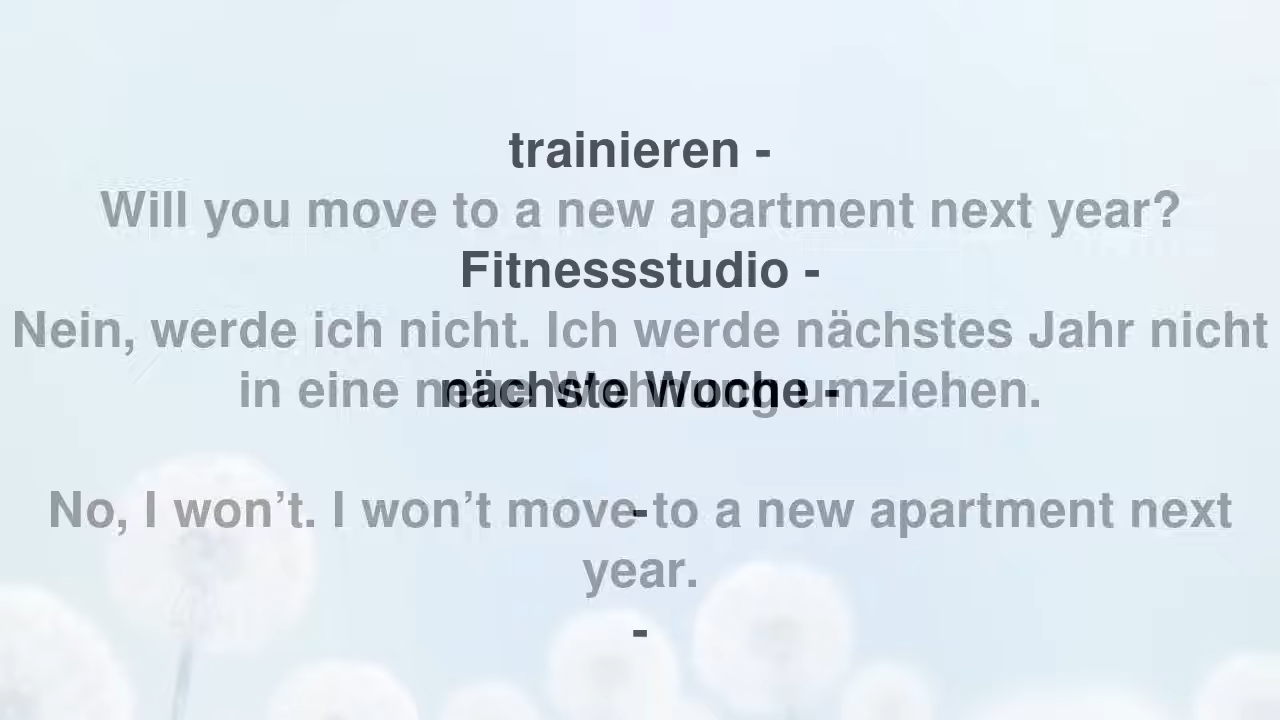 trainieren -
Will you move to a new apartment next year?
Fitnessstudio -
Nein, werde ich nicht. Ich werde nächstes Jahr nicht
in eine neue Wohnung umziehen.
nächste Woche -
No, I won’t. I won’t move to a new apartment next
-
year.
-